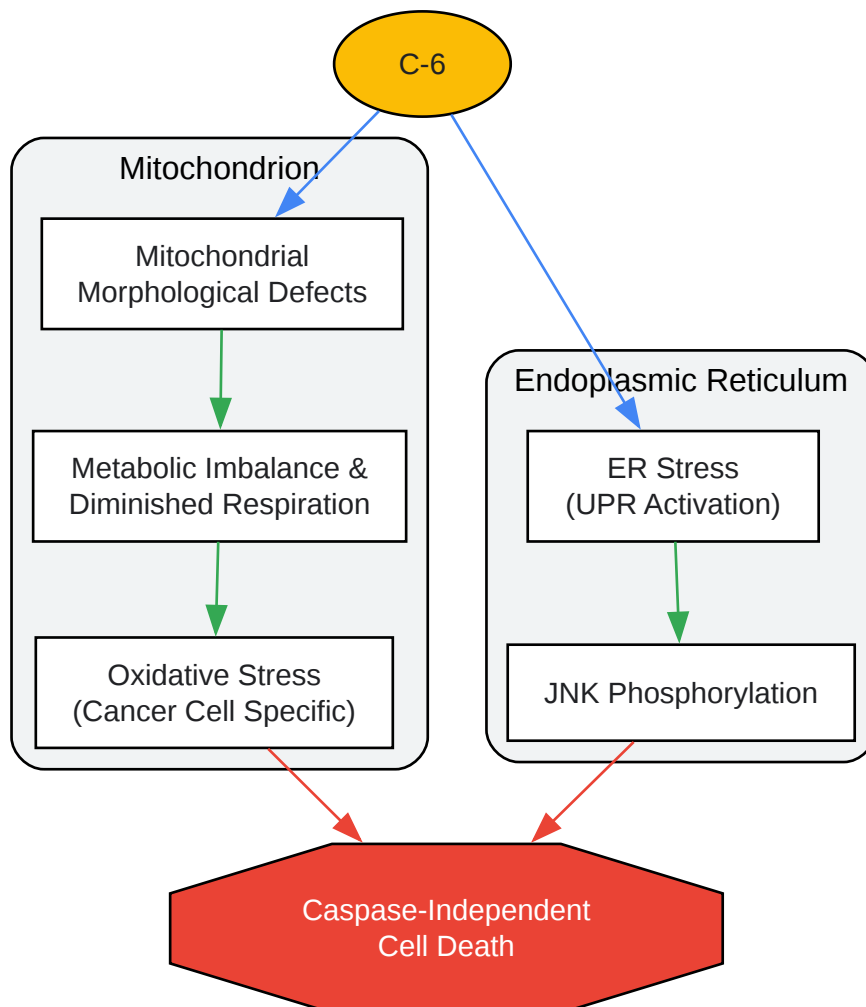 C-6
Mitochondrion
Mitochondrial
Morphological Defects
Metabolic Imbalance &
Diminished Respiration
Oxidative Stress
(Cancer Cell Specific)
Endoplasmic Reticulum
ER Stress
(UPR Activation)
JNK Phosphorylation
Caspase-Independent
Cell Death